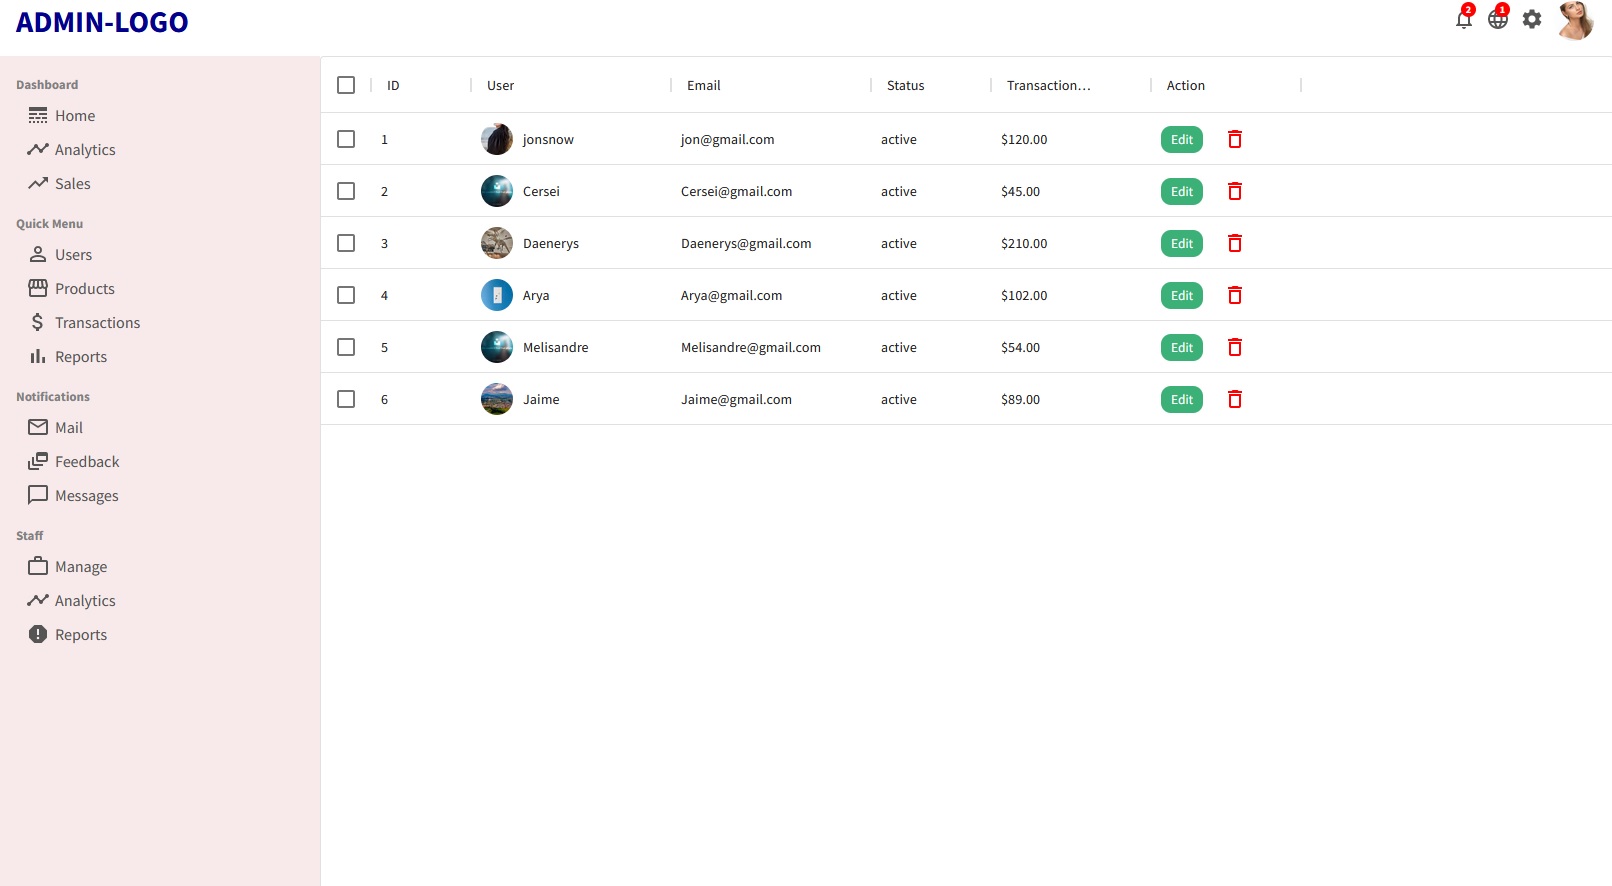 ADMIN-LOGO
2
1
Dashboard
Home
Analytics
Sales
Quick Menu
Users
Products
Transactions
Reports
Notifications
Mail
Feedback
Messages
Staff
Manage
Analytics
Reports
ID User Email Status Transaction… Action
1 jonsnow jon@gmail.com active $120.00 Edit
2 Cersei Cersei@gmail.com active $45.00 Edit
3 Daenerys Daenerys@gmail.com active $210.00 Edit
4 Arya Arya@gmail.com active $102.00 Edit
5 Melisandre Melisandre@gmail.com active $54.00 Edit
6 Jaime Jaime@gmail.com active $89.00 Edit